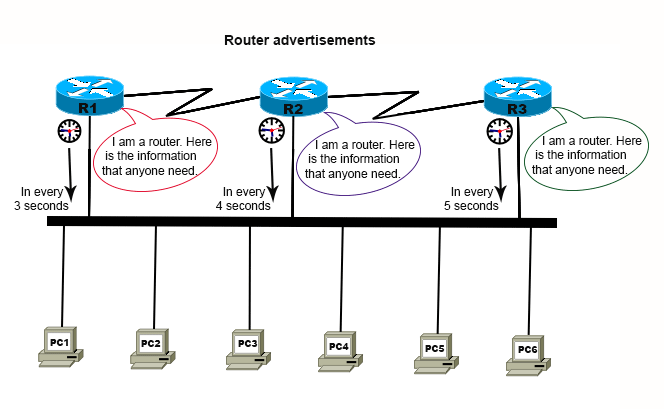 Router advertisements
R1
R2
R3
I am a router. Here
is the information
that anyone need.
I am a router. Here
is the information
that anyone need.
I am a router. Here
is the information
that anyone need.
In every
3 seconds
In every
4 seconds
In every
5 seconds
PC1
PC2
PC3
PC4
PC5
PC6